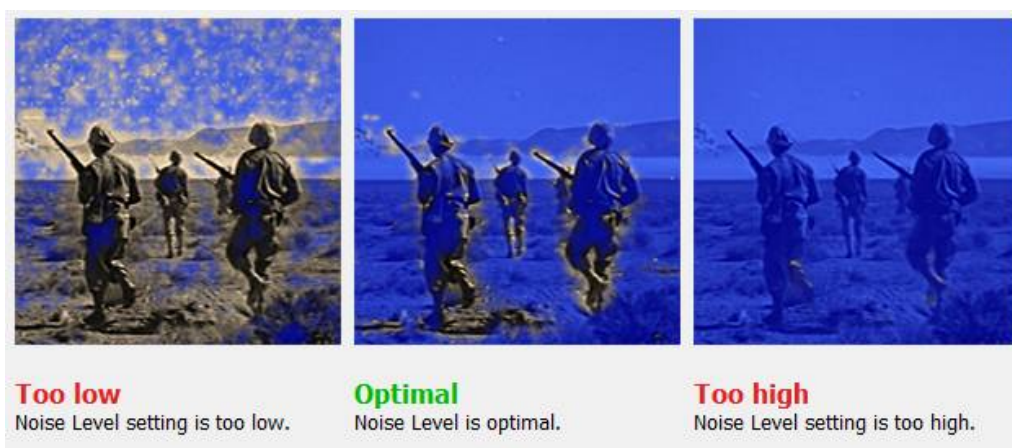 Too low
Noise Level setting is too low.
Optimal
Noise Level is optimal.
Too high
Noise Level setting is too high.